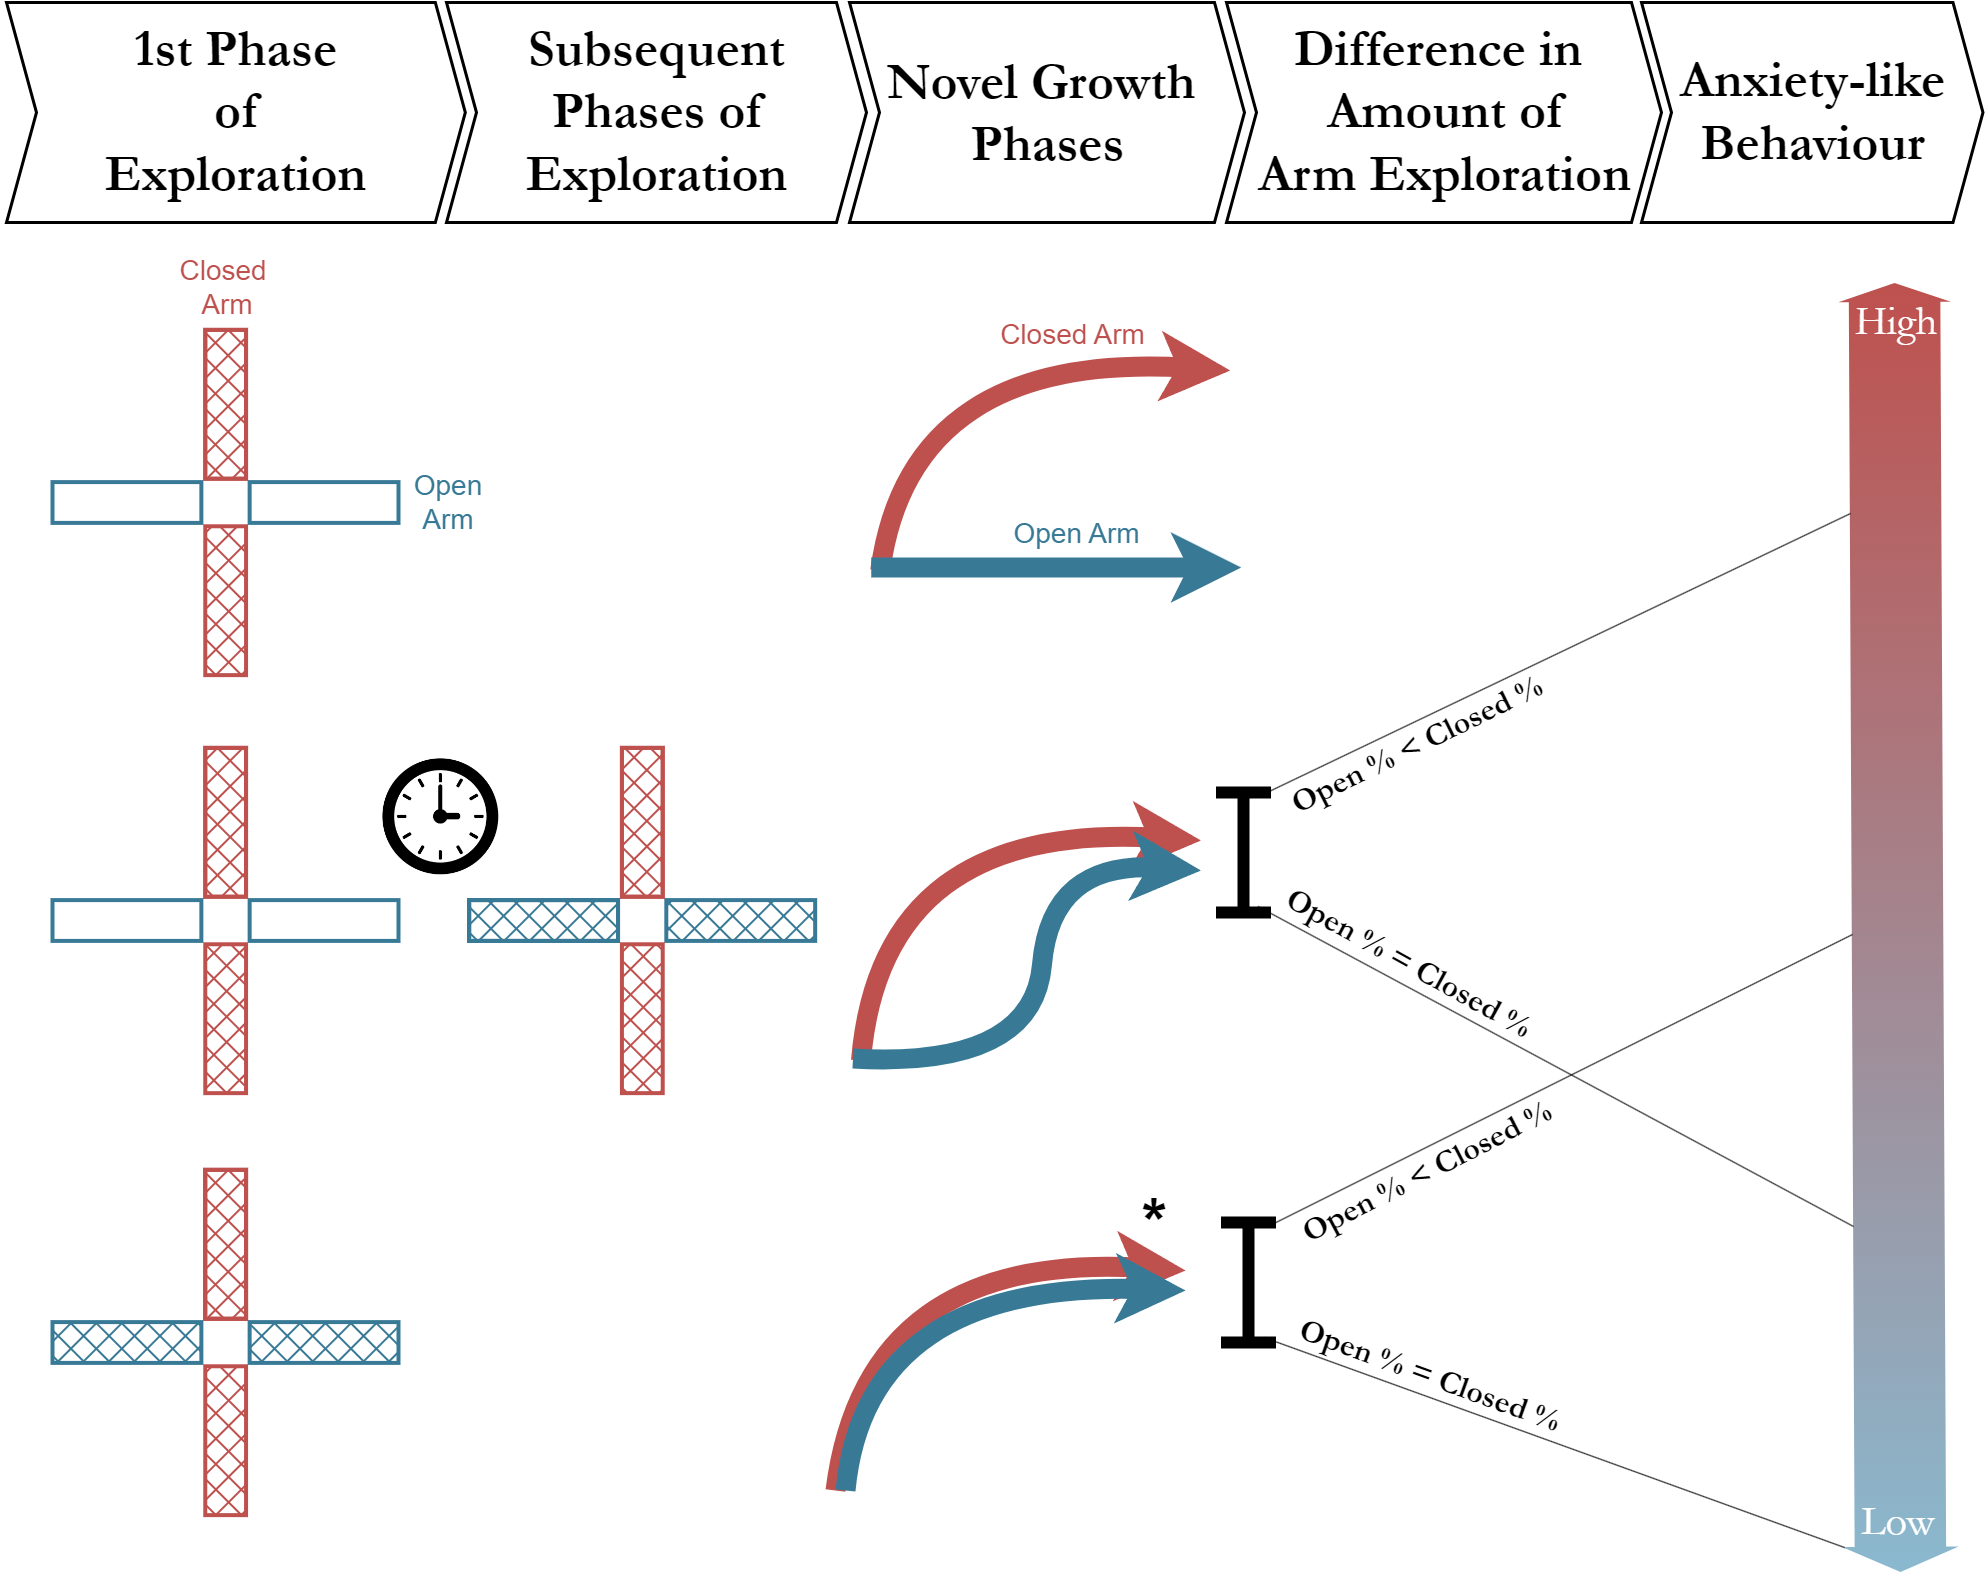 1st Phase
of
Exploration
Subsequent
Phases of
Exploration
Novel Growth
Phases
Difference in
Amount of
Arm Exploration
Anxiety-like
Behaviour
Closed
Arm
Open
Arm
Closed Arm
Open Arm
High
Open % < Closed %
Open % = Closed %
*
Open % < Closed %
Open % = Closed %
Low